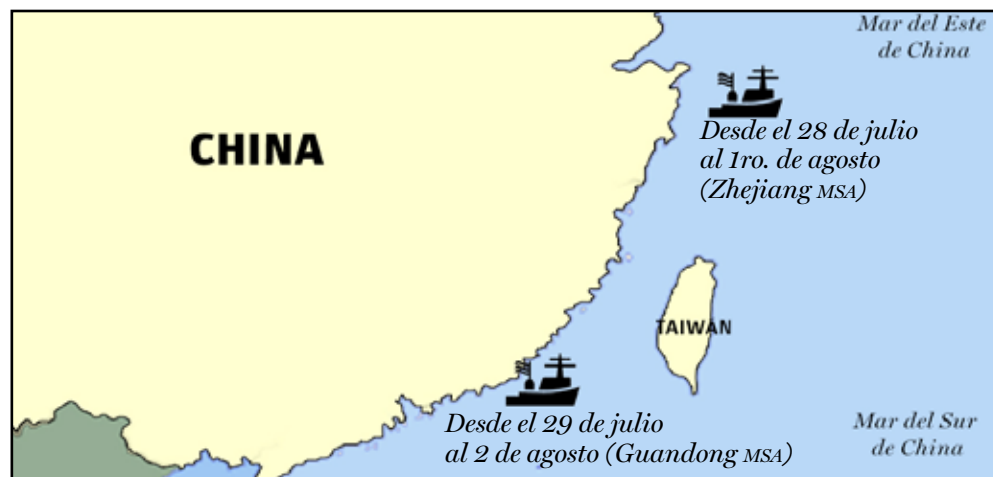 Mar del Este
de China
CHINA
Desde el 28 de julio
al 1ro. de agosto
(Zhejiang MSA)
TAIWÁN
Desde el 29 de julio
al 2 de agosto (Guandong MSA)
Mar del Sur
de China